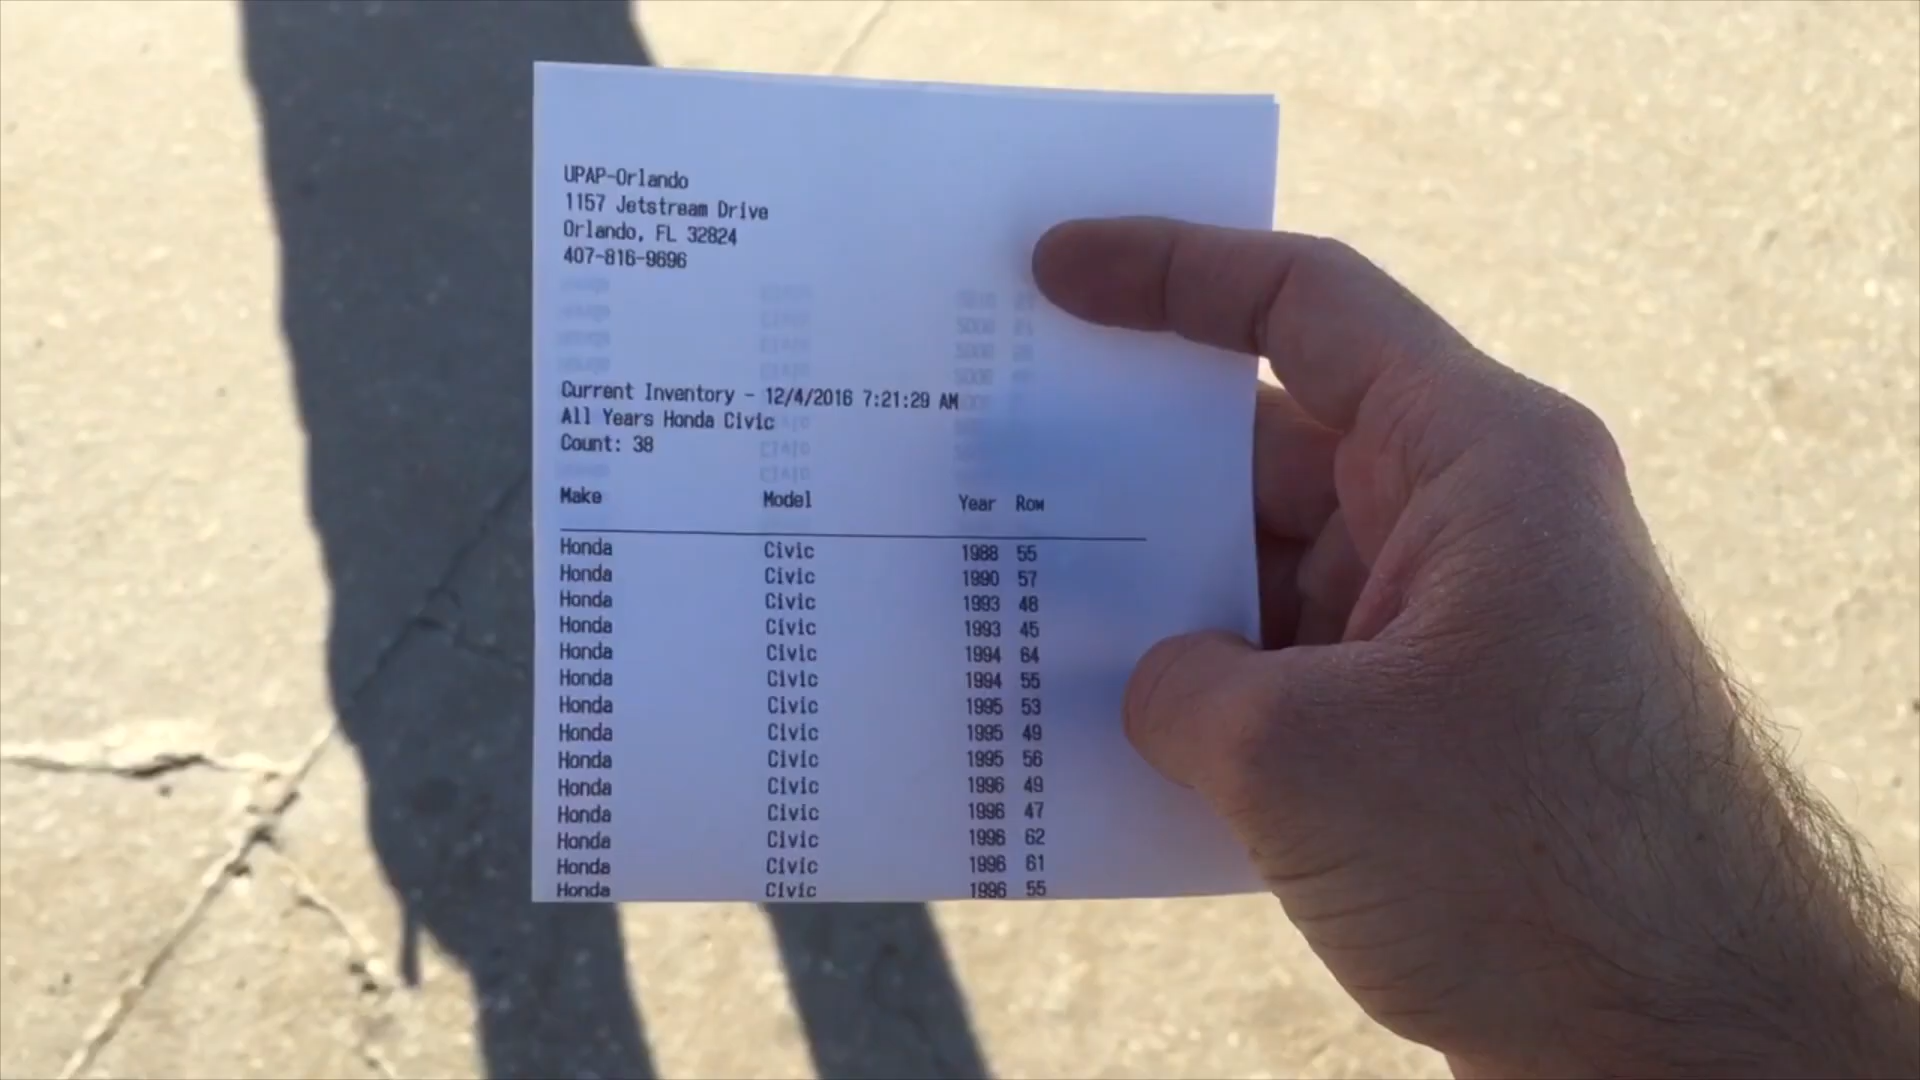 UPAP-Orlando
1157 Jetstream Drive
Orlando, FL 32824
407-816-9696
Current Inventory - 12/4/2016 7:21:29 AM
All Years Honda Civic
Count: 38
Make Model Year Row
Honda Civic 1988 55
Honda Civic 1990 57
Honda Civic 1993 48
Honda Civic 1993 45
Honda Civic 1994 64
Honda Civic 1994 55
Honda Civic 1995 53
Honda Civic 1995 49
Honda Civic 1995 56
Honda Civic 1996 49
Honda Civic 1996 47
Honda Civic 1996 62
Honda Civic 1996 61
Honda Civic 1996 55